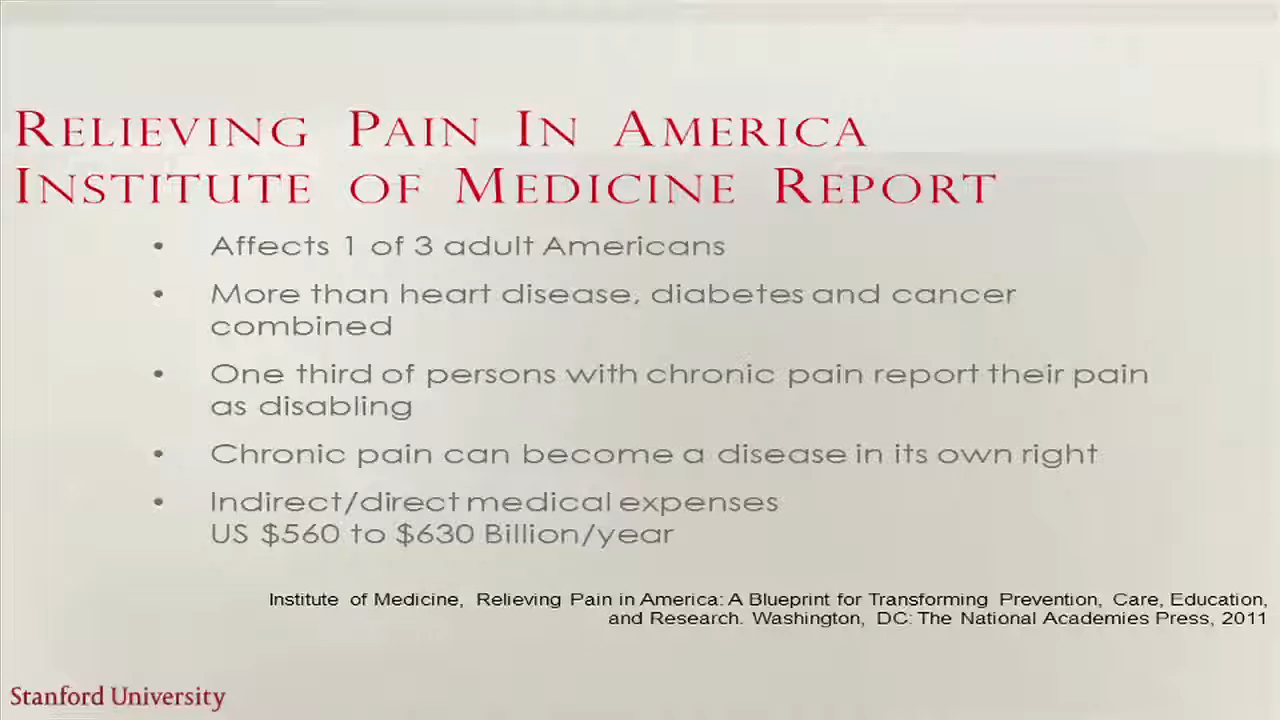 RELIEVING PAIN IN AMERICA
INSTITUTE OF MEDICINE REPORT
• Affects 1 of 3 adult Americans
• More than heart disease, diabetes and cancer
combined
• One third of persons with chronic pain report their pain
as disabling
• Chronic pain can become a disease in its own right
• Indirect/direct medical expenses
US $560 to $630 Billion/year
Institute of Medicine, Relieving Pain in America: A Blueprint for Transforming Prevention, Care, Education,
and Research. Washington, DC: The National Academies Press, 2011
Stanford University